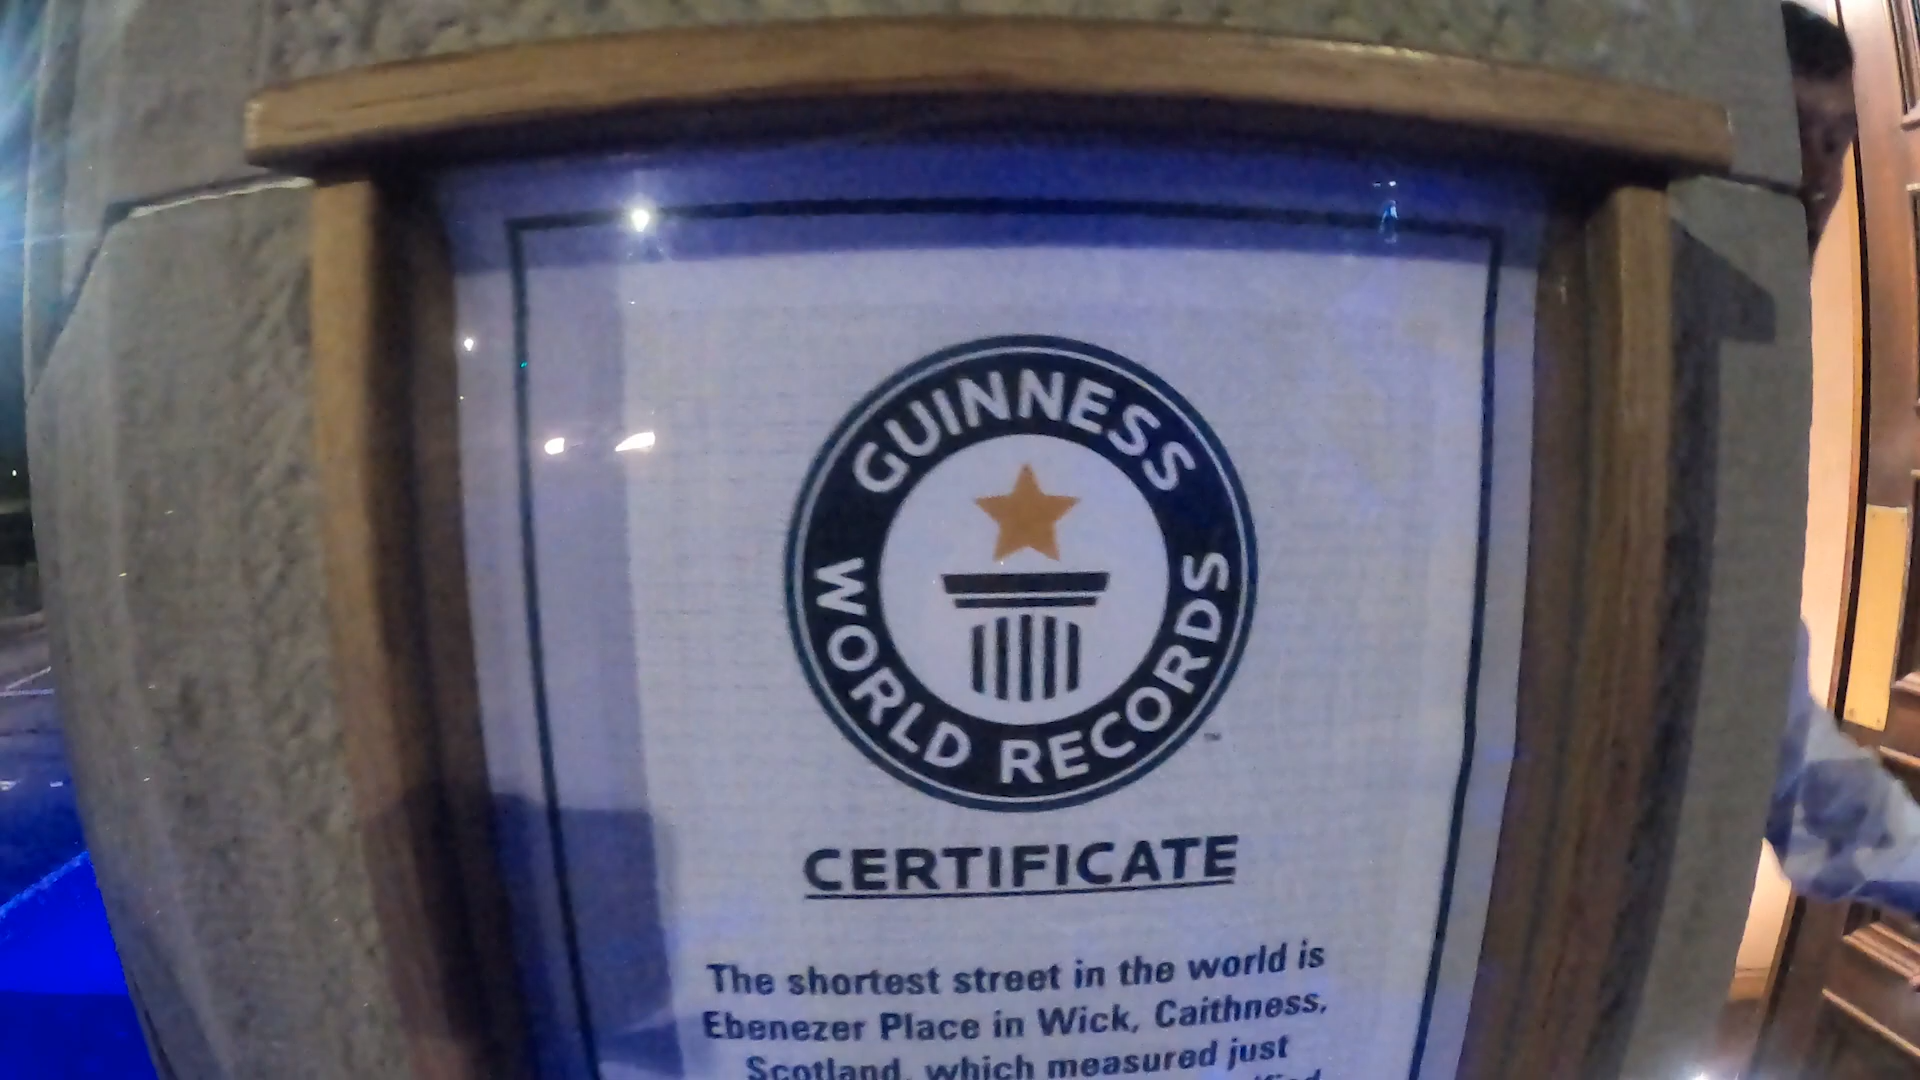 GUINNESS
WORLD RECORDS
™
CERTIFICATE
The shortest street in the world is
Ebenezer Place in Wick, Caithness,
Scotland, which measured just